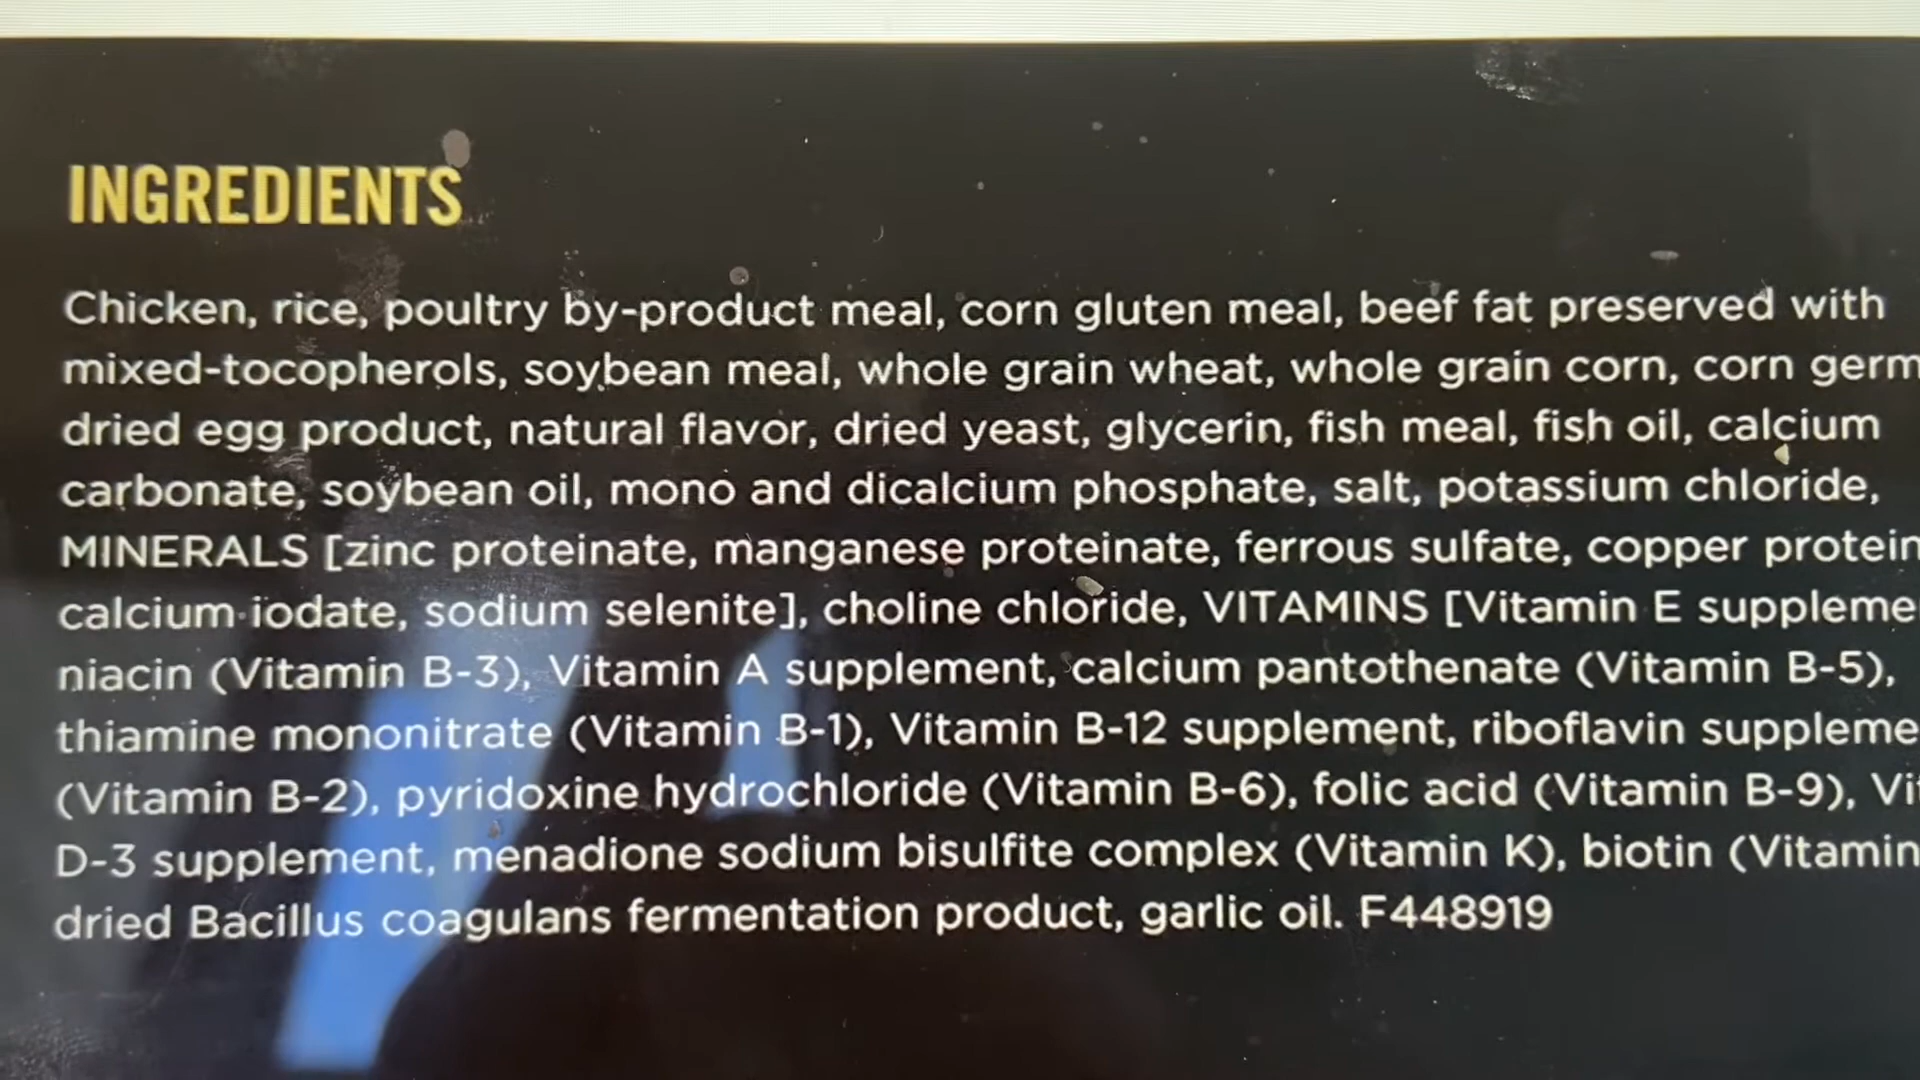 INGREDIENTS
Chicken, rice, poultry by-product meal, corn gluten meal, beef fat preserved with
mixed-tocopherols, soybean meal, whole grain wheat, whole grain corn, corn germ
dried egg product, natural flavor, dried yeast, glycerin, fish meal, fish oil, calcium
carbonate, soybean oil, mono and dicalcium phosphate, salt, potassium chloride,
MINERALS [zinc proteinate, manganese proteinate, ferrous sulfate, copper protein
calcium iodate, sodium selenite], choline chloride, VITAMINS [Vitamin E suppleme
niacin (Vitamin B-3), Vitamin A supplement, calcium pantothenate (Vitamin B-5),
thiamine mononitrate (Vitamin B-1), Vitamin B-12 supplement, riboflavin suppleme
(Vitamin B-2), pyridoxine hydrochloride (Vitamin B-6), folic acid (Vitamin B-9), Vi
D-3 supplement, menadione sodium bisulfite complex (Vitamin K), biotin (Vitamin
dried Bacillus coagulans fermentation product, garlic oil. F448919